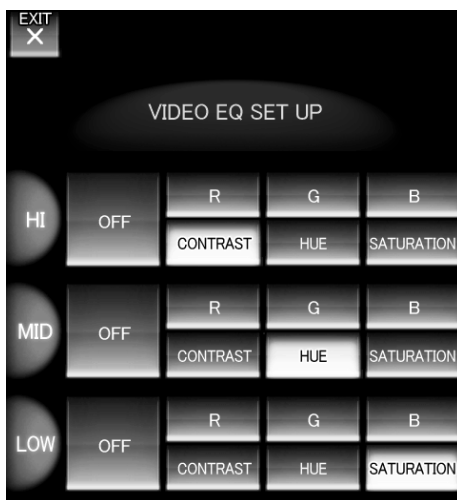 EXIT
×
VIDEO EQ SET UP
HI
OFF
R G B
CONTRAST HUE SATURATION
MID
OFF
R G B
CONTRAST HUE SATURATION
LOW
OFF
R G B
CONTRAST HUE SATURATION